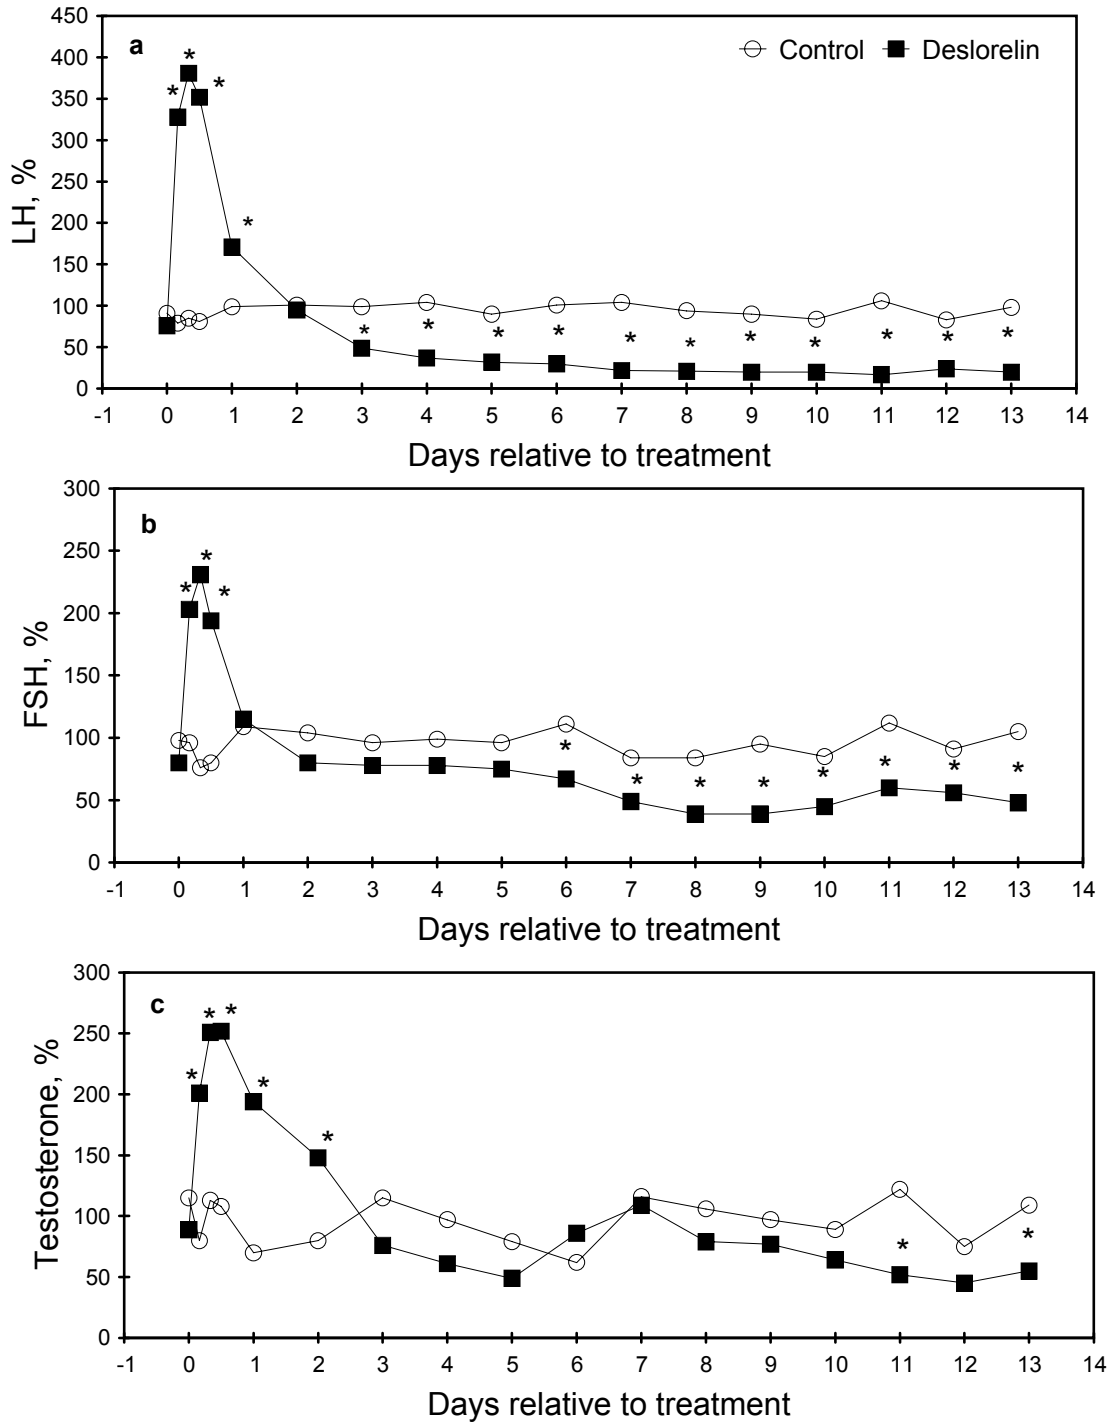 450
a
Control
Deslorelin
400
350
300
250
200
150
100
50
0
LH, %
-1 0 1 2 3 4 5 6 7 8 9 10 11 12 13 14
Days relative to treatment
300
b
250
200
150
100
50
0
FSH, %
-1 0 1 2 3 4 5 6 7 8 9 10 11 12 13 14
Days relative to treatment
300
c
250
200
150
100
50
0
Testosterone, %
-1 0 1 2 3 4 5 6 7 8 9 10 11 12 13 14
Days relative to treatment